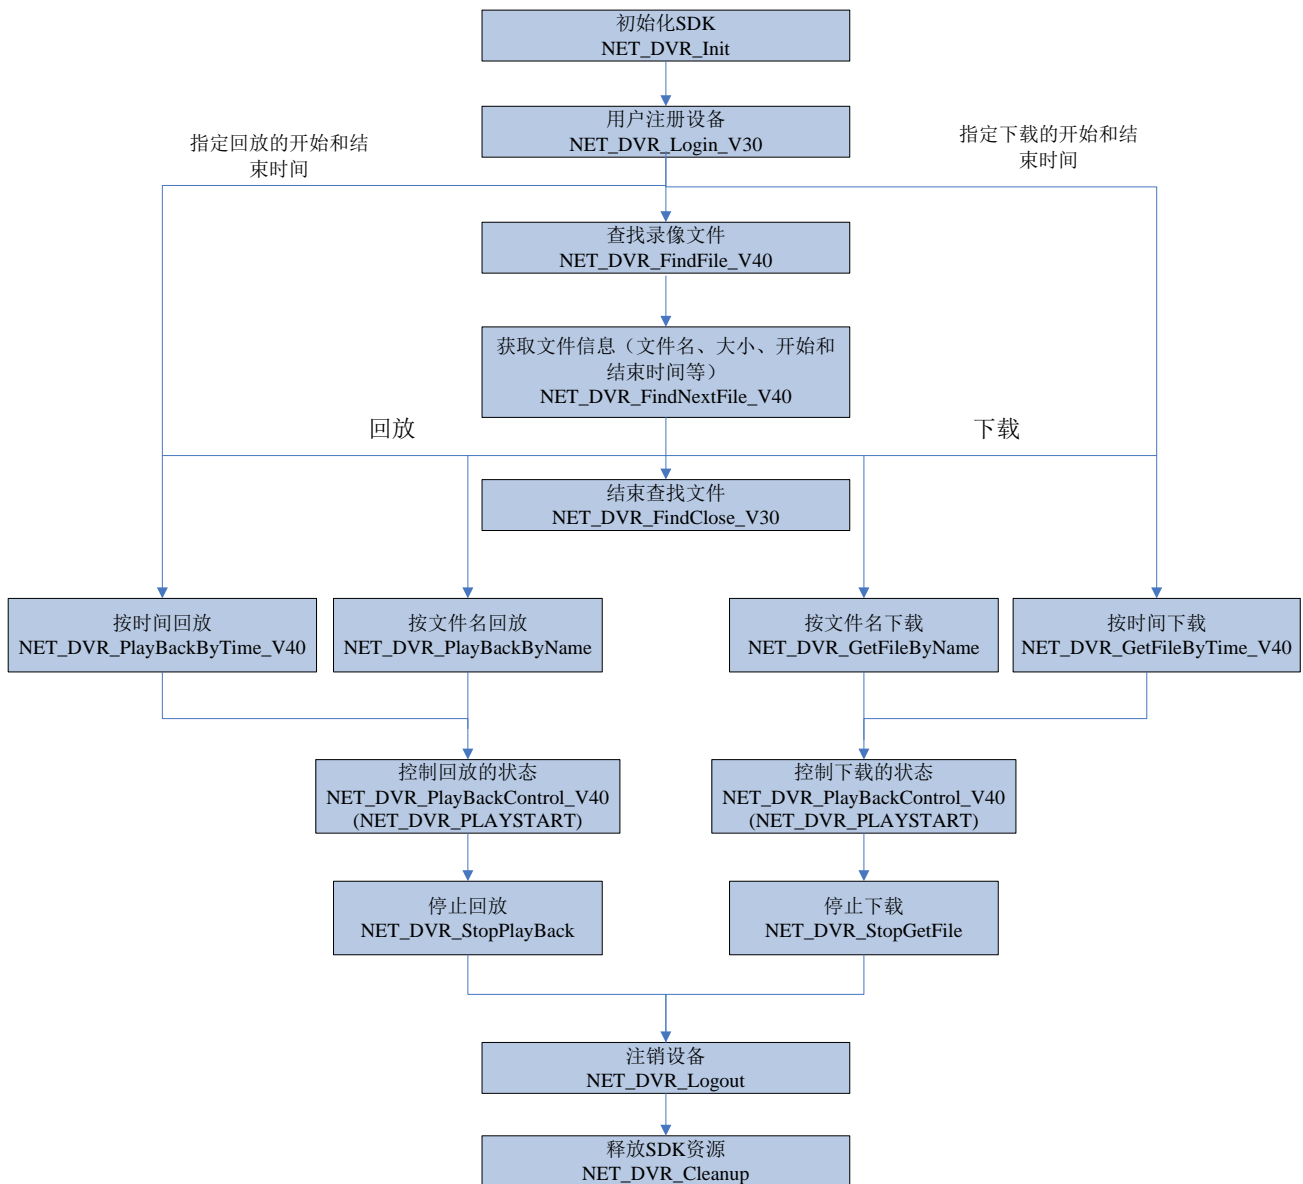 初始化SDK
NET_DVR_Init
用户注册设备
NET_DVR_Login_V30
指定回放的开始和结
束时间
指定下载的开始和结
束时间
查找录像文件
NET_DVR_FindFile_V40
获取文件信息（文件名、大小、开始和
结束时间等）
NET_DVR_FindNextFile_V40
回放
下载
结束查找文件
NET_DVR_FindClose_V30
按时间回放
NET_DVR_PlayBackByTime_V40
按文件名回放
NET_DVR_PlayBackByName
按文件名下载
NET_DVR_GetFileByName
按时间下载
NET_DVR_GetFileByTime_V40
控制回放的状态
NET_DVR_PlayBackControl_V40
(NET_DVR_PLAYSTART)
控制下载的状态
NET_DVR_PlayBackControl_V40
(NET_DVR_PLAYSTART)
停止回放
NET_DVR_StopPlayBack
停止下载
NET_DVR_StopGetFile
注销设备
NET_DVR_Logout
释放SDK资源
NET_DVR_Cleanup